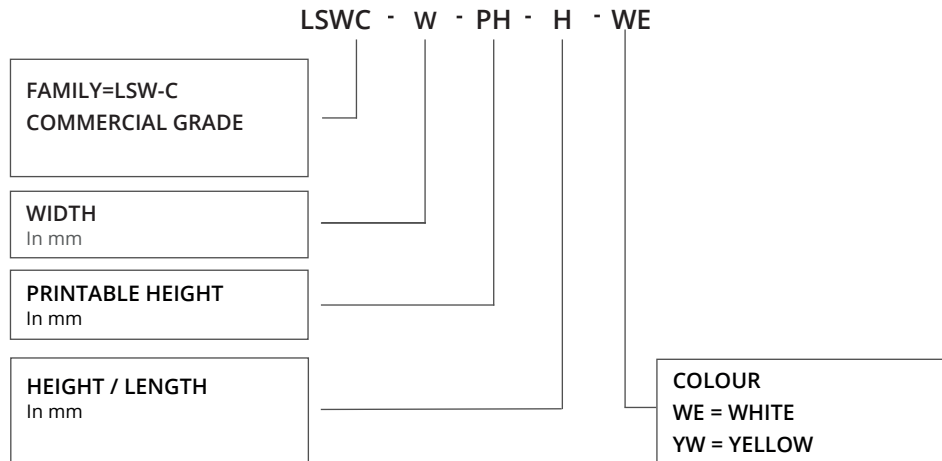 LSWC - W - PH - H - WE
FAMILY=LSW-C
COMMERCIAL GRADE
WIDTH
In mm
PRINTABLE HEIGHT
In mm
HEIGHT / LENGTH
In mm
COLOUR
WE = WHITE
YW = YELLOW